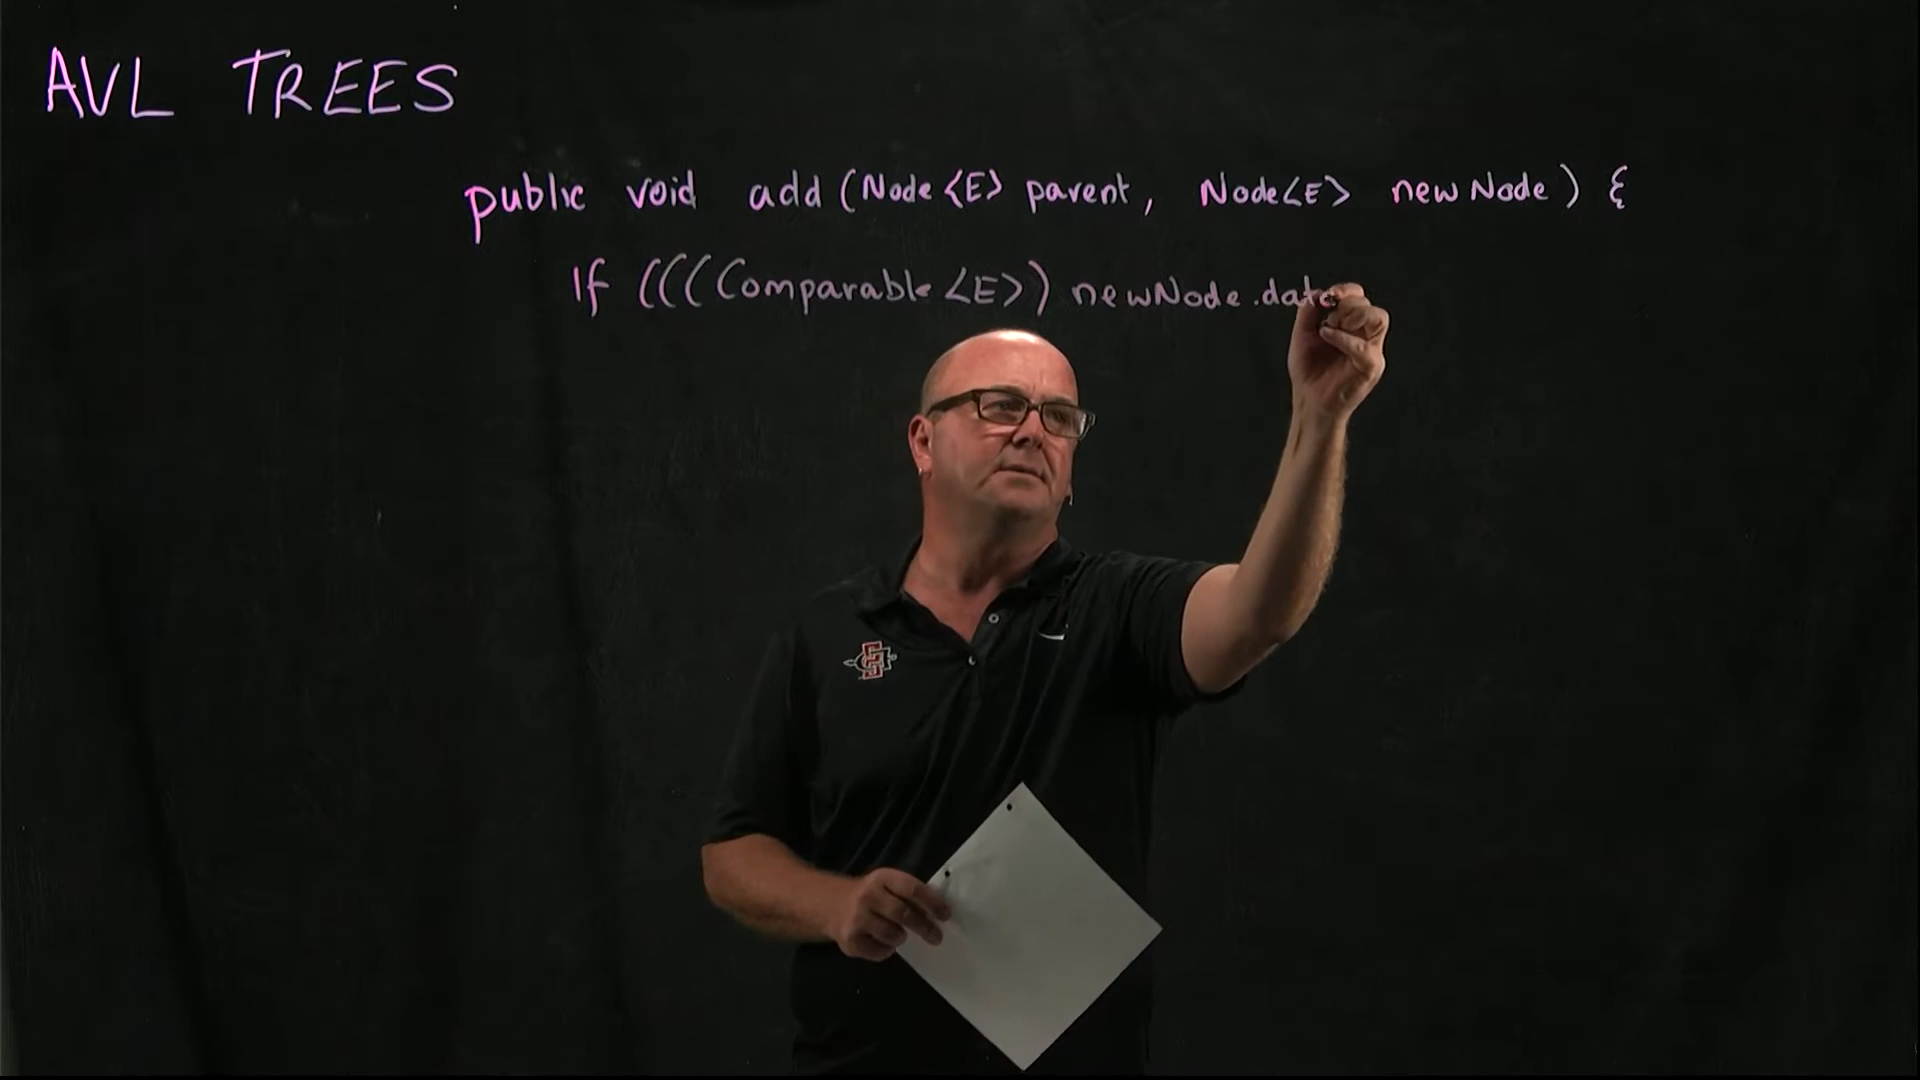 AVL TREES
public void add (Node <E> parent, Node<E> newNode) {
If (((Comparable <E>) newNode.data